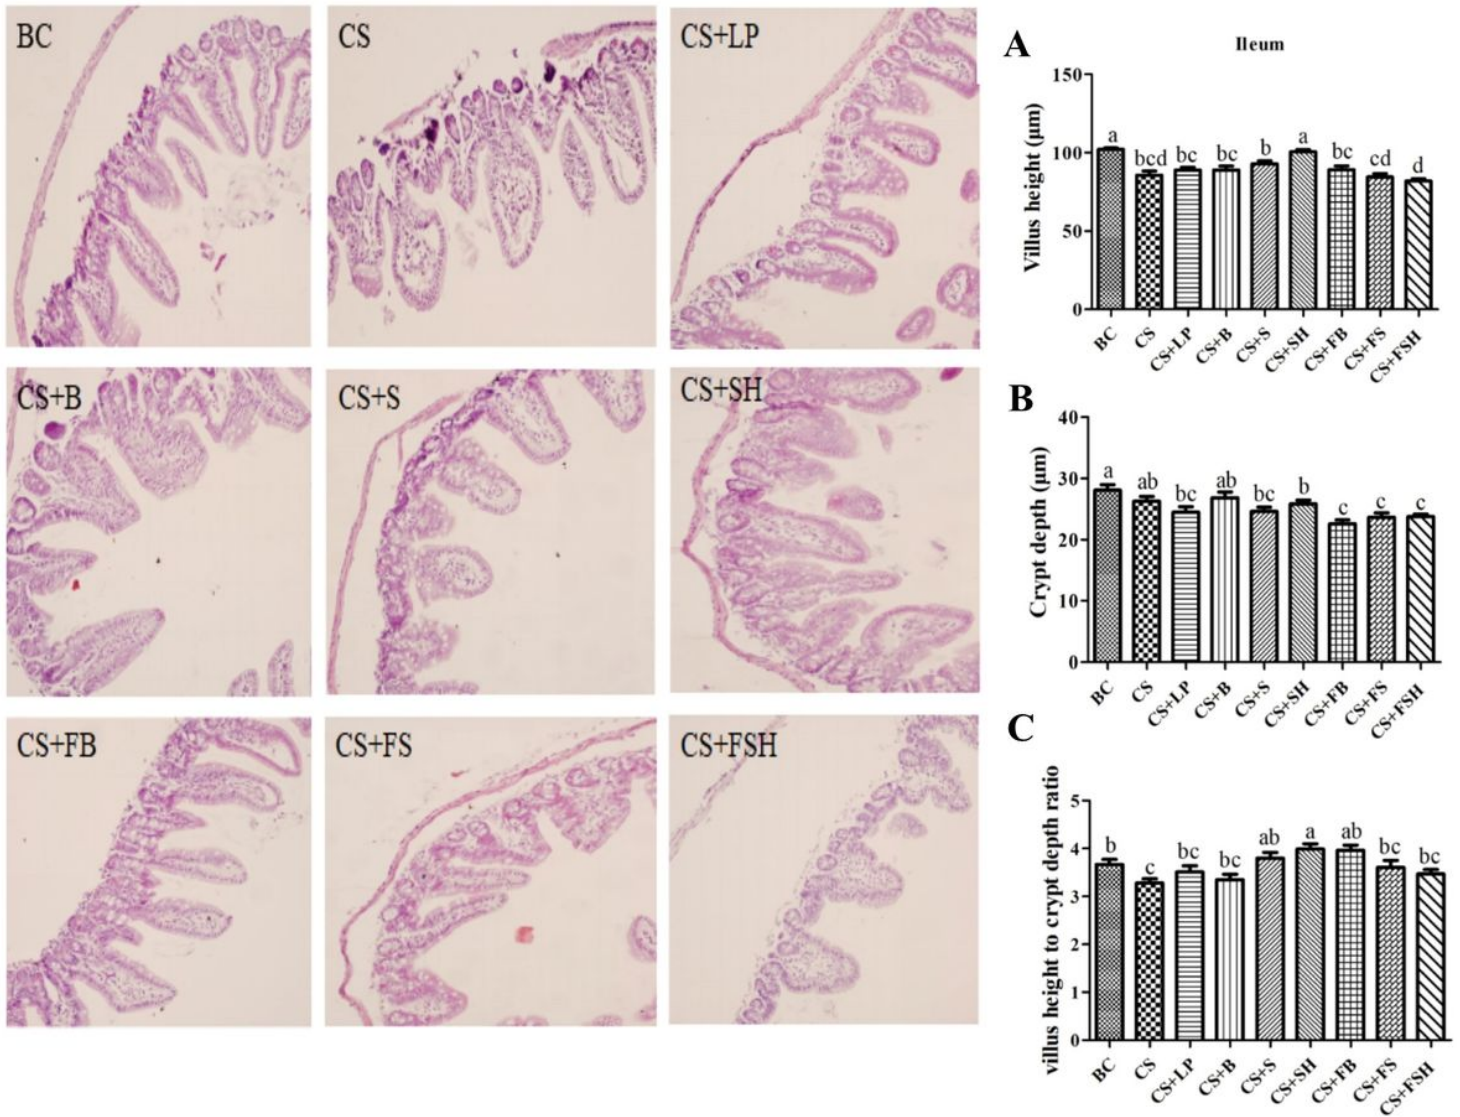 BC
CS
CS+LP
CS+B
CS+S
CS+SH
CS+FB
CS+FS
CS+FSH
A
Ileum
Villus height (µm)
150
100
50
0
a
bcd
bc
bc
b
a
bc
cd
d
BC
CS
CS+LP
CS+B
CS+S
CS+SH
CS+FB
CS+FS
CS+FSH
B
Crypt depth (µm)
40
30
20
10
0
a
ab
bc
ab
bc
b
c
c
c
BC
CS
CS+LP
CS+B
CS+S
CS+SH
CS+FB
CS+FS
CS+FSH
C
villus height to crypt depth ratio
5
4
3
2
1
0
b
c
bc
bc
ab
a
ab
bc
bc
BC
CS
CS+LP
CS+B
CS+S
CS+SH
CS+FB
CS+FS
CS+FSH